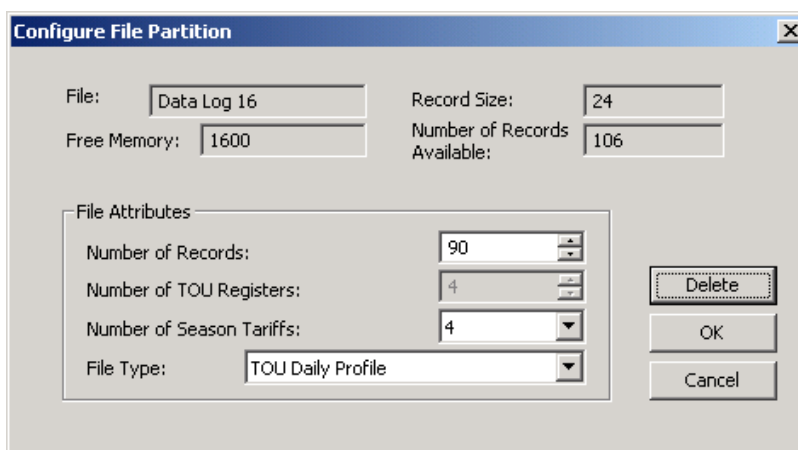 Configure File Partition
File: Data Log 16 Record Size: 24
Free Memory: 1600 Number of Records Available: 106
File Attributes
Number of Records: 90
Number of TOU Registers: 4
Number of Season Tariffs: 4
File Type: TOU Daily Profile
Delete
OK
Cancel